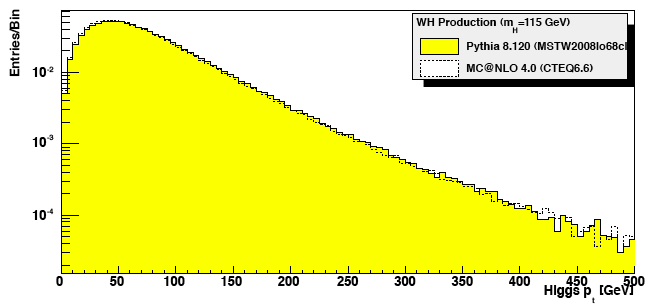 Entries/Bin
WH Production (m_H=115 GeV)
Pythia 8.120 (MSTW2008lo68cl
MC@NLO 4.0 (CTEQ6.6)
10^-2
10^-3
10^-4
0 50 100 150 200 250 300 350 400 450 500
Higgs p_t [GeV]